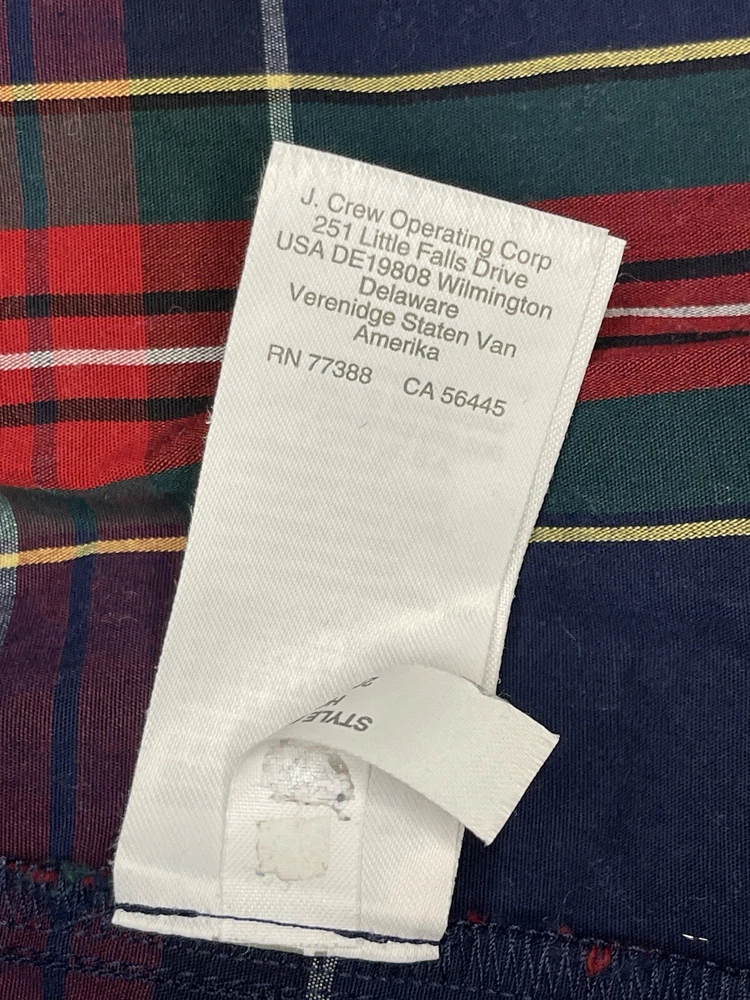 J. Crew Operating Corp
251 Little Falls Drive
USA DE19808 Wilmington
Delaware
Verenidge Staten Van
Amerika
RN 77388 CA 56445
STYLE